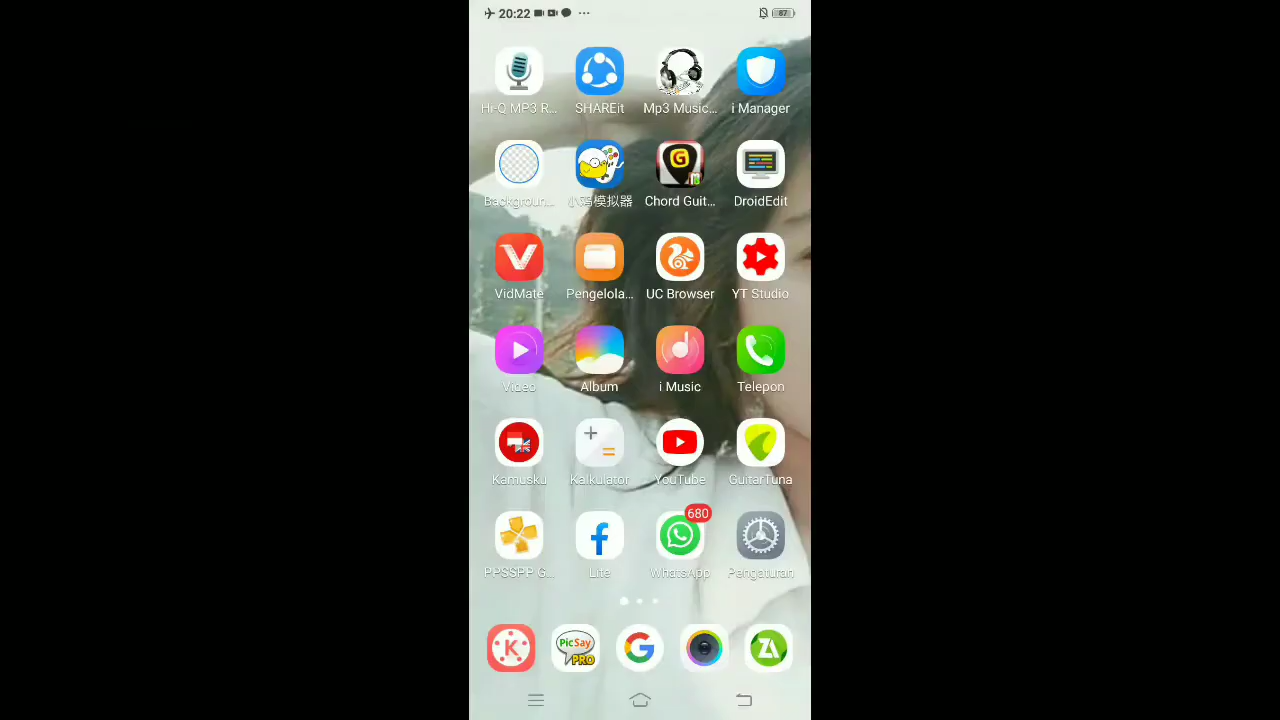 20:22 ... 87
Hi-Q MP3 R... SHAREit Mp3 Music... i Manager
Backgroun... 小鸡模拟器 Chord Guit... DroidEdit
VidMate Pengelola... UC Browser YT Studio
Video Album i Music Telepon
Kamusku Kalkulator YouTube GuitarTuna
680
PPSSPP G... Lite WhatsApp Pengaturan
K PicSay PRO G ZA